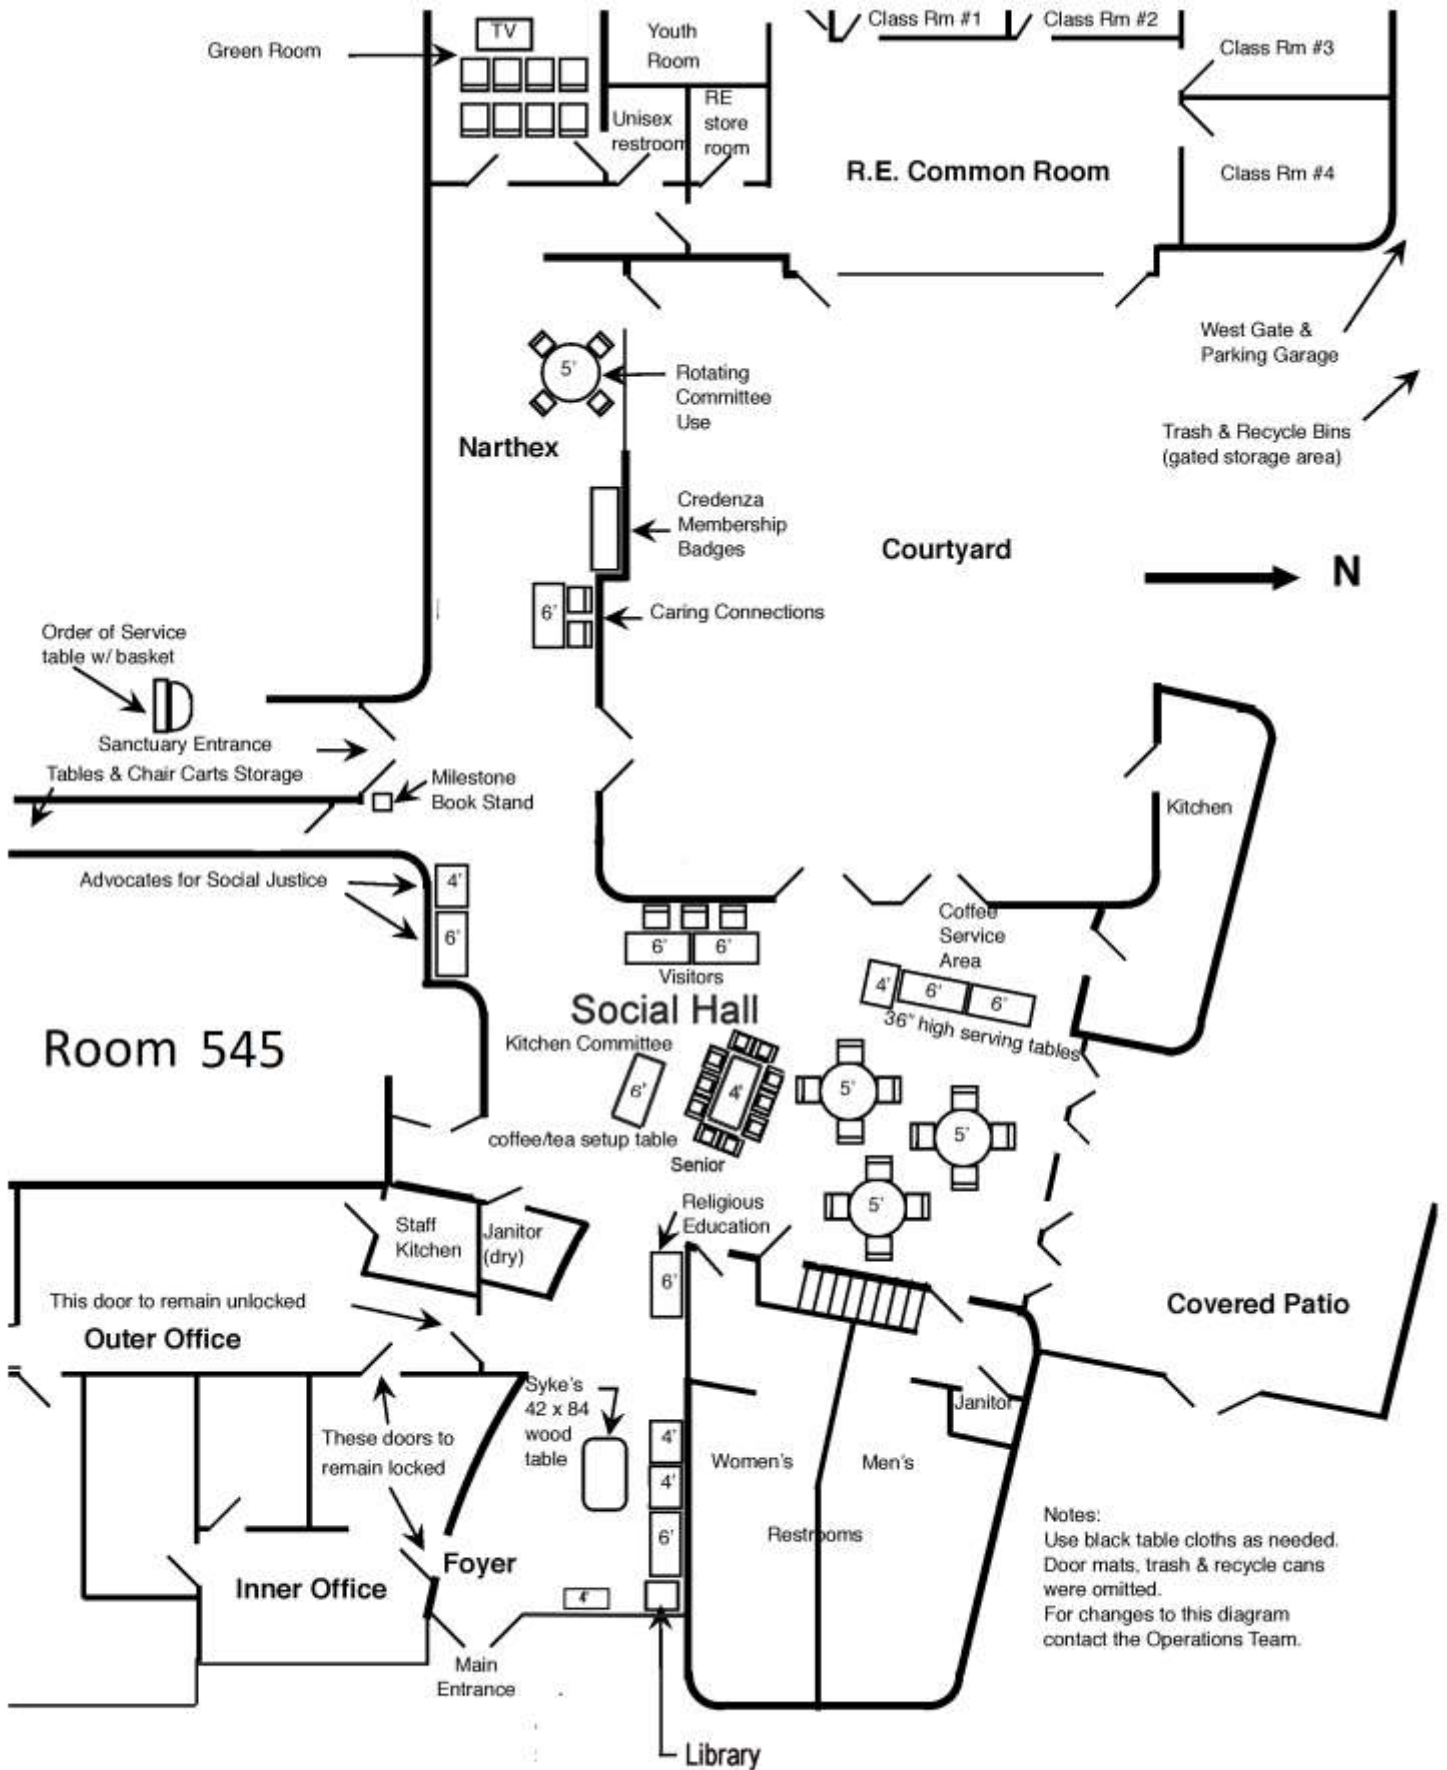 TV
Green Room
Youth
Room
Class Rm #1
Class Rm #2
Class Rm #3
Unisex
restroom
RE
store
room
R.E. Common Room
Class Rm #4
West Gate &
Parking Garage
5'
Rotating
Committee
Use
Trash & Recycle Bins
(gated storage area)
Narthex
Credenza
Membership
Badges
Courtyard
N
6'
Caring Connections
Order of Service
table w/ basket
Sanctuary Entrance
Tables & Chair Carts Storage
Milestone
Book Stand
Kitchen
Advocates for Social Justice
4'
6'
6'
6'
Visitors
Coffee
Service
Area
4'
6'
6'
36" high serving tables
Social Hall
Room 545
Kitchen Committee
6'
4'
5'
5'
5'
coffee/tea setup table
Senior
Religious
Education
Staff
Kitchen
Janitor
(dry)
6'
This door to remain unlocked
Outer Office
Covered Patio
Syke's
42 x 84
wood
table
Janitor
These doors to
remain locked
4'
4'
6'
Women's
Men's
Restrooms
Notes:
Use black table cloths as needed.
Door mats, trash & recycle cans
were omitted.
For changes to this diagram
contact the Operations Team.
Foyer
Inner Office
4'
Main
Entrance
Library